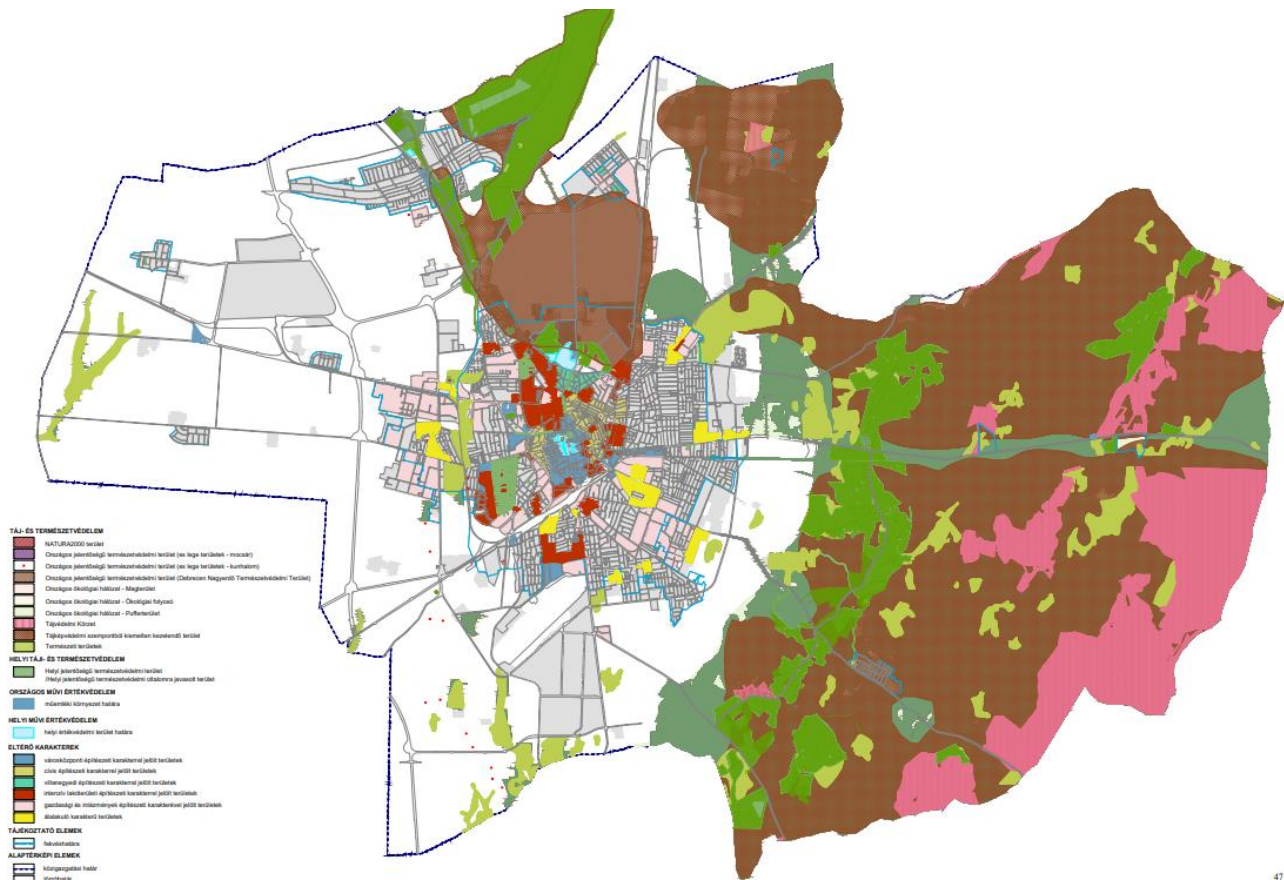 TÁJ- ÉS TERMÉSZETVÉDELEM
NATURA2000 terület
Országos jelentőségű természetvédelmi terület (ex lege területek - mocsár)
Országos jelentőségű természetvédelmi terület (ex lege területek - kunhalom)
Országos jelentőségű természetvédelmi terület (Debrecen Nagyerdő Természetvédelmi Terület)
Országos ökológiai hálózat - Magterület
Országos ökológiai hálózat - Ökológiai folyosó
Országos ökológiai hálózat - Pufferterület
Tájvédelmi Körzet
Tájképvédelmi szempontból kiemelten kezelendő terület
Természeti területek
HELYI TÁJI- ÉS TERMÉSZETVÉDELEM
Helyi jelentőségű természetvédelmi terület
/Helyi jelentőségű természetvédelmi oltalomra javasolt terület
ORSZÁGOS MŰVI ÉRTÉKVÉDELEM
műemléki környezet határa
HELYI MŰVI ÉRTÉKVÉDELEM
helyi értékvédelmi terület határa
ELTÉRŐ KARAKTEREK
városközponti építészeti karakterrel jelölt területek
cívis építészeti karakterrel jelölt területek
villanegyedi építészeti karakterrel jelölt területek
intenzív lakóterületi építészeti karakterrel jelölt területek
gazdasági és intézmények építészeti karakterével jelölt területek
átalakuló karakterű területek
TÁJÉKOZTATÓ ELEMEK
fekvéshatára
ALAPTÉRKÉPI ELEMEK
közigazgatási határ
47